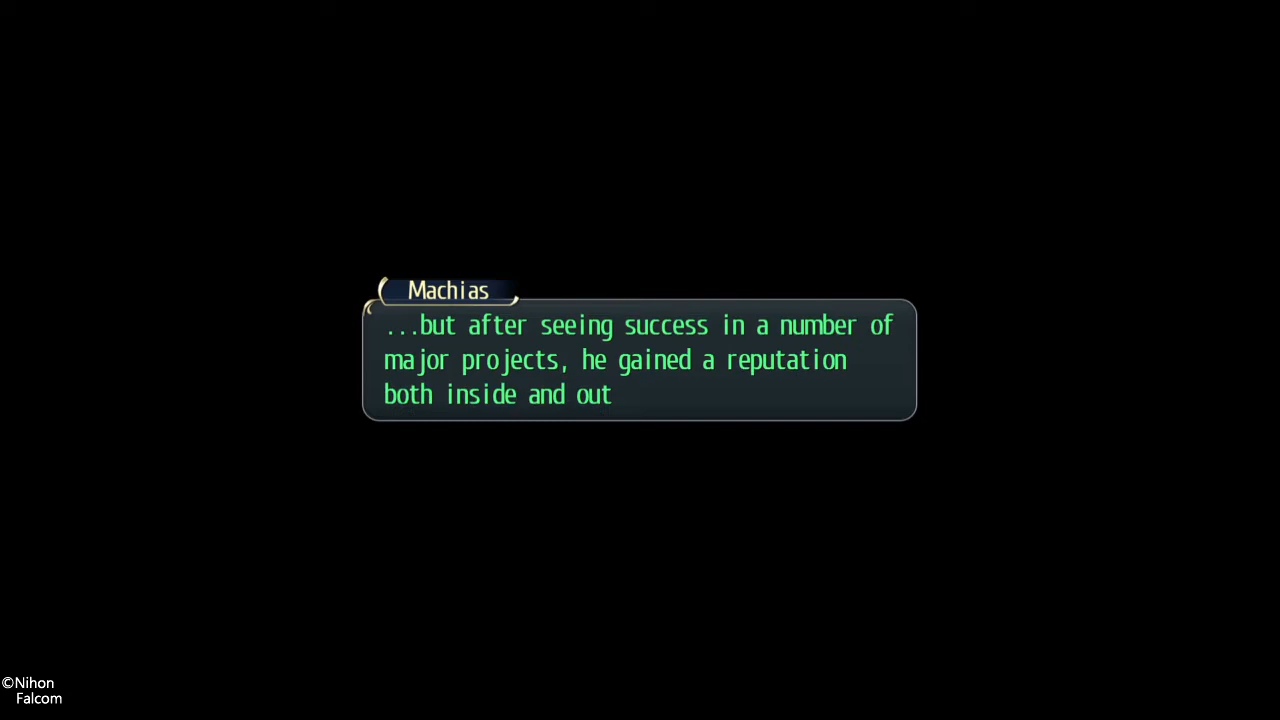 Machias
...but after seeing success in a number of
major projects, he gained a reputation
both inside and out
©Nihon
Falcom